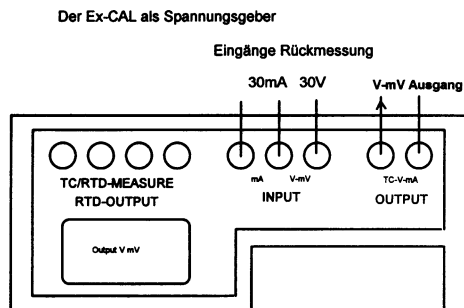 Der Ex-CAL als Spannungsgeber
Eingänge Rückmessung
30mA 30V V-mV Ausgang
mA V-mV TC-V-mA
TC/RTD-MEASURE INPUT OUTPUT
RTD-OUTPUT
Output V mV